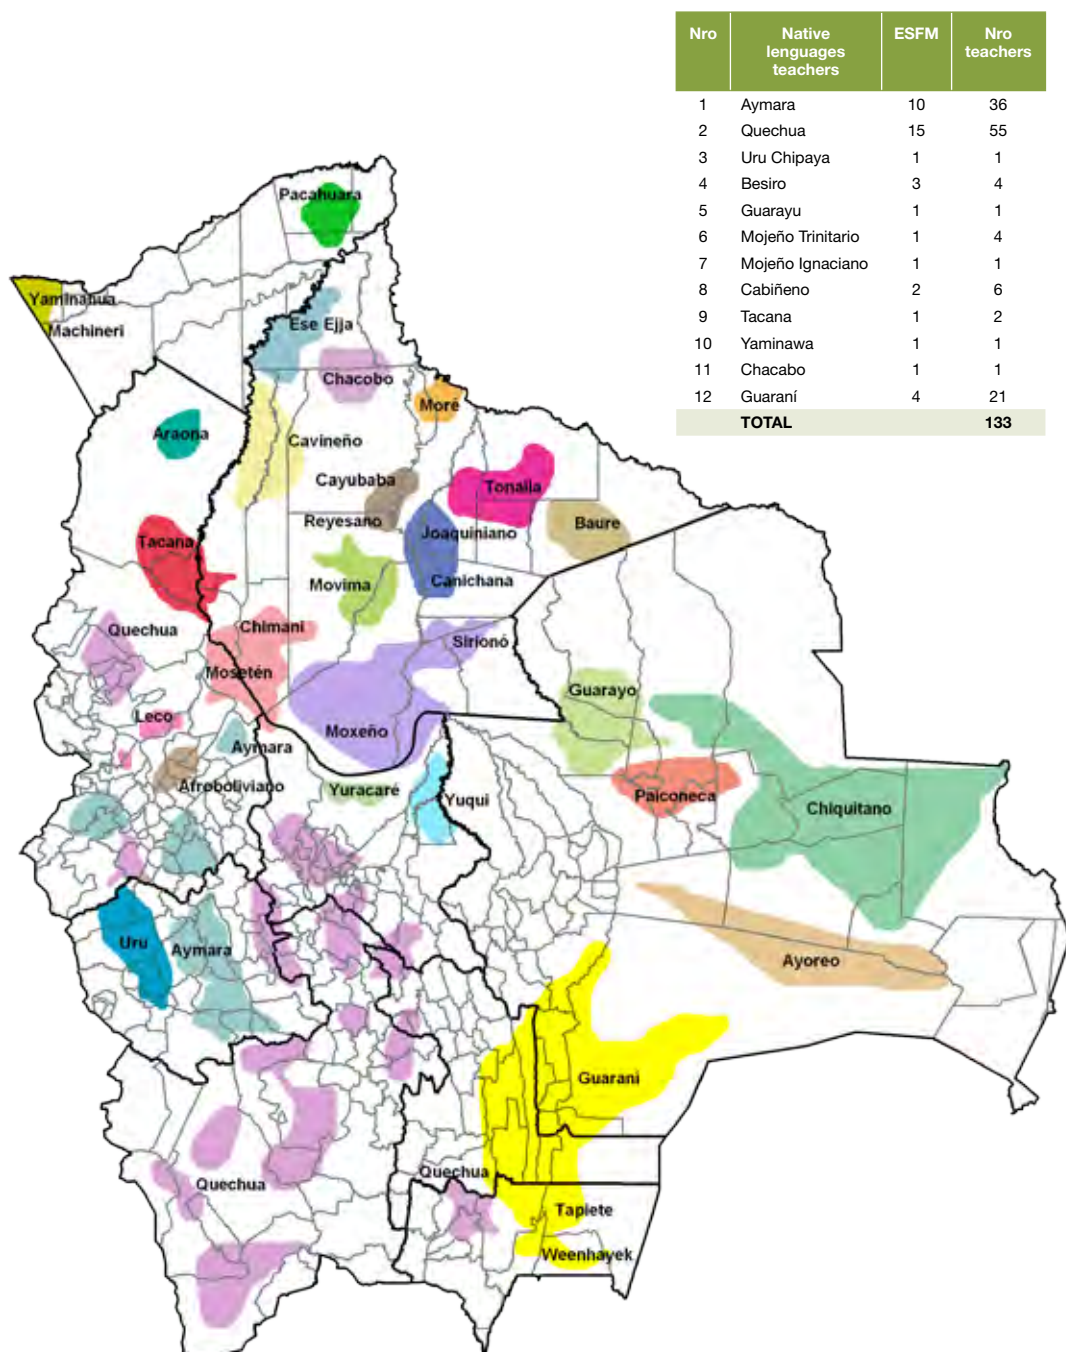 Nro Native lenguages teachers ESFM Nro teachers
1 Aymara 10 36
2 Quechua 15 55
3 Uru Chipaya 1 1
4 Besiro 3 4
5 Guarayu 1 1
6 Mojeño Trinitario 1 4
7 Mojeño Ignaciano 1 1
8 Cabiñeno 2 6
9 Tacana 1 2
10 Yaminawa 1 1
11 Chacabo 1 1
12 Guaraní 4 21
TOTAL 133
Pacahuara
Yaminahua
Machineri
Ese Ejja
Chacobo
Moré
Araona
Cavineño
Cayubaba
Tonalla
Reyesano
Joaquiniano
Baure
Tacana
Movima
Canichana
Quechua
Chimani
Sirionó
Mosetén
Guarayo
Leco
Moxeño
Aymara
Afroboliviano
Yuracaré
Yuqui
Paiconeca
Chiquitano
Uru
Aymara
Ayoreo
Guarani
Quechua
Quechua
Tapiete
Weenhayek